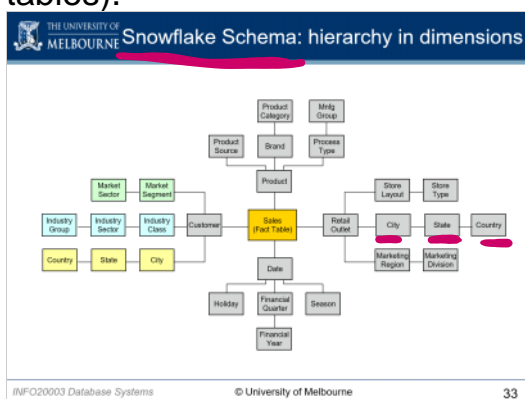 tables).
THE UNIVERSITY OF
MELBOURNE
Snowflake Schema: hierarchy in dimensions
Product
Category
Mnfg
Group
Product
Source
Brand
Process
Type
Market
Sector
Market
Segment
Product
Store
Layout
Store
Type
Industry
Group
Industry
Sector
Industry
Class
Customer
Sales
(Fact Table)
Retail
Outlet
City
State
Country
Country
State
City
Marketing
Region
Marketing
Division
Date
Holiday
Financial
Quarter
Season
Financial
Year
INFO20003 Database Systems
© University of Melbourne
33